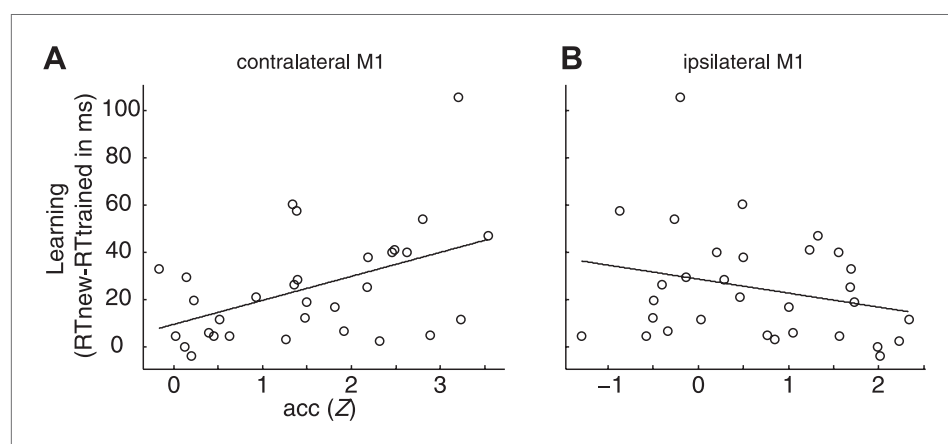 A
contralateral M1
B
ipsilateral M1
Learning
(RTnew-RTtrained in ms)
100
80
60
40
20
0
0
1
2
3
acc (Z)
−1
0
1
2